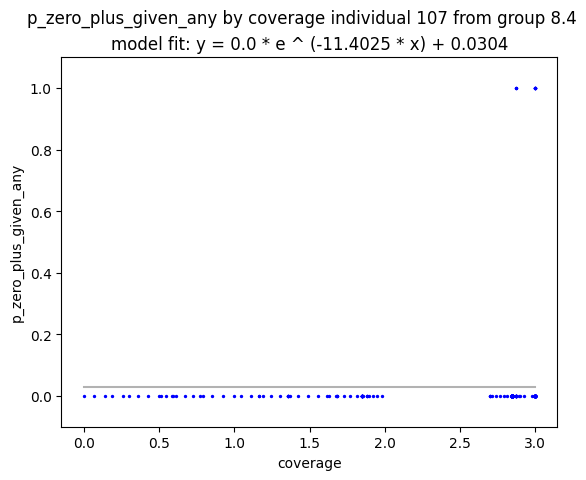 p_zero_plus_given_any by coverage individual 107 from group 8.4
model fit: y = 0.0 * e ^ (-11.4025 * x) + 0.0304
1.0
0.8
0.6
0.4
0.2
0.0
p_zero_plus_given_any
0.0 0.5 1.0 1.5 2.0 2.5 3.0
coverage